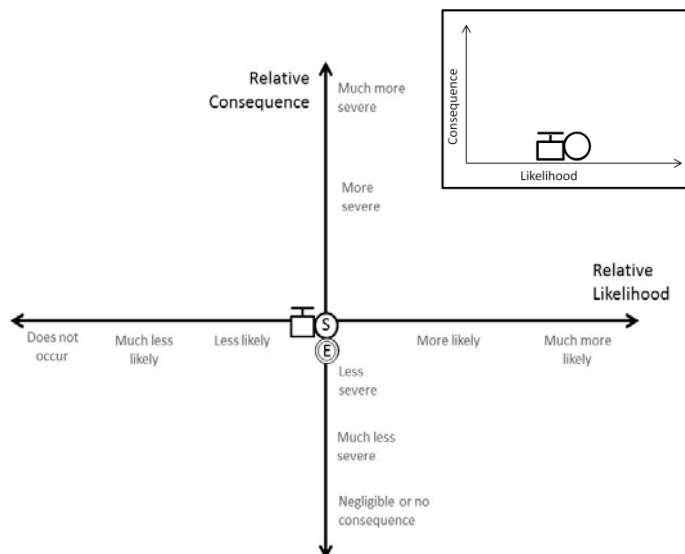 Relative
Consequence
Much more
severe
More
severe
Consequence
Likelihood
Relative
Likelihood
S
E
Does not
occur
Much less
likely
Less likely
More likely
Much more
likely
Less
severe
Much less
severe
Negligible or no
consequence